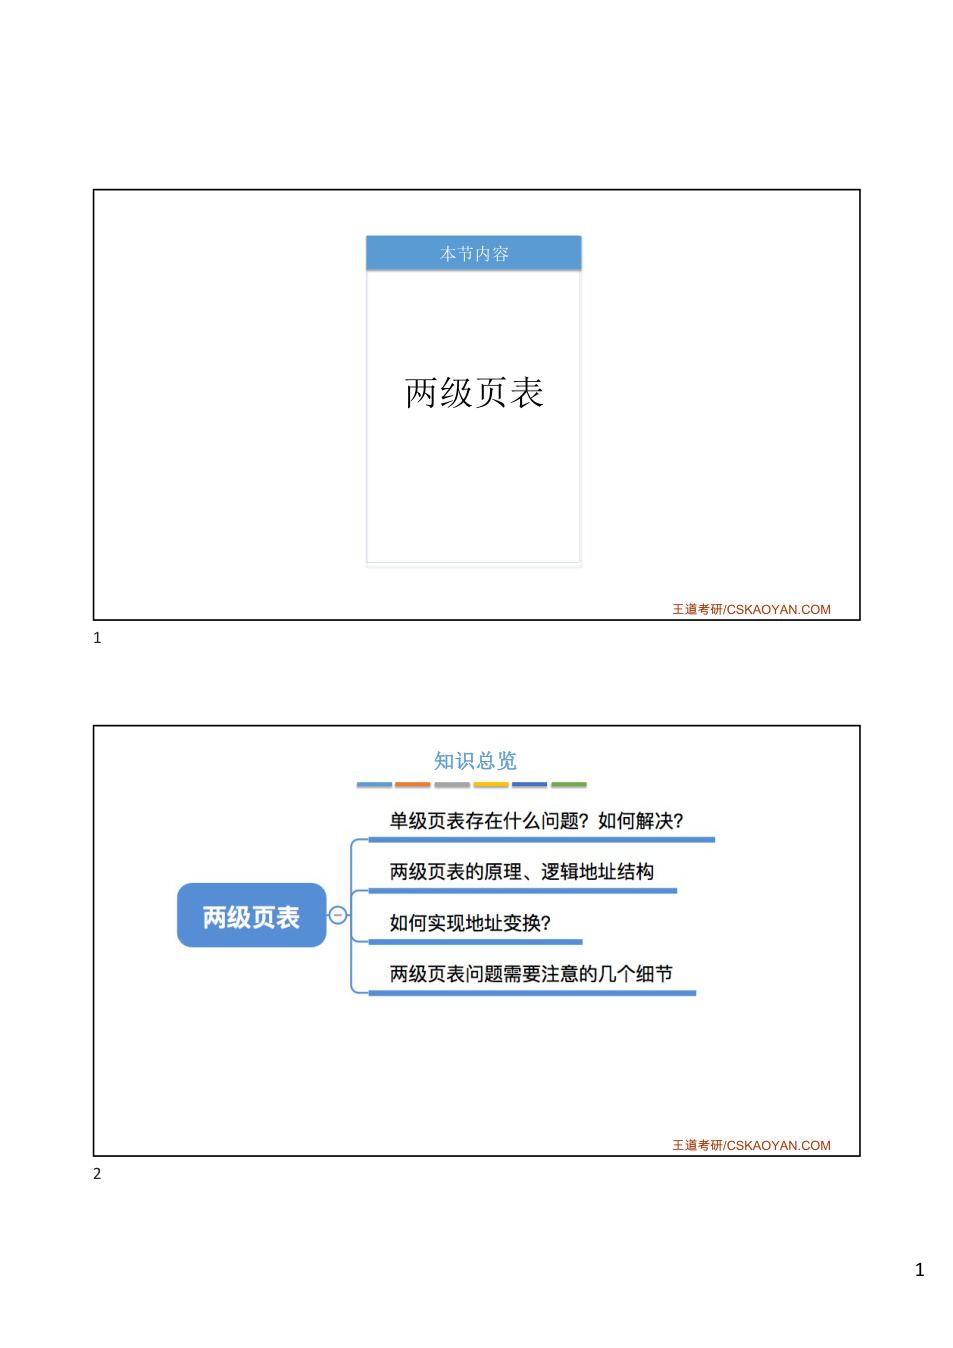 本节内容
两级页表
王道考研/CSKAOYAN.COM
1
知识总览
单级页表存在什么问题？如何解决？
两级页表的原理、逻辑地址结构
两级页表
如何实现地址变换？
两级页表问题需要注意的几个细节
王道考研/CSKAOYAN.COM
2
1